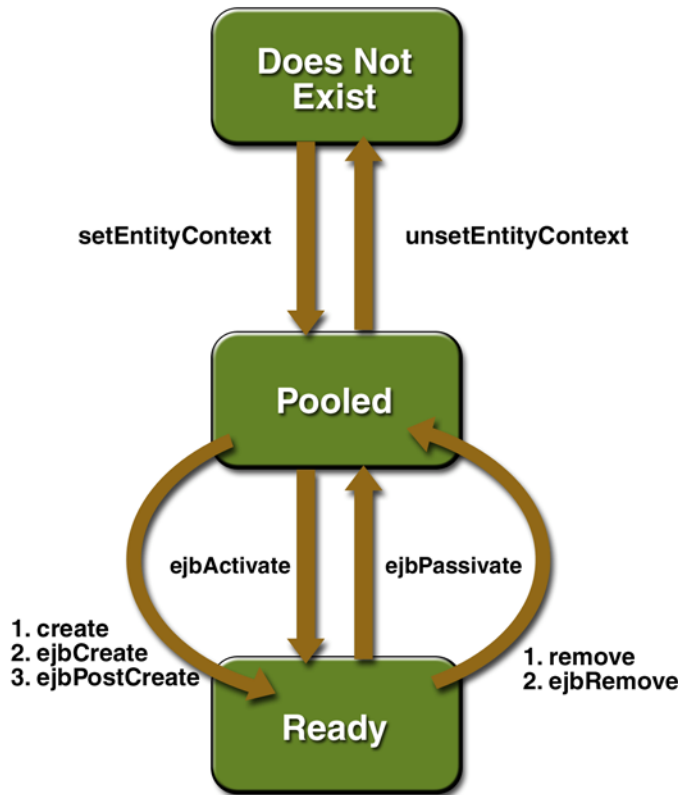 Does Not
Exist
setEntityContext
unsetEntityContext
Pooled
ejbActivate
ejbPassivate
1. create
2. ejbCreate
3. ejbPostCreate
1. remove
2. ejbRemove
Ready